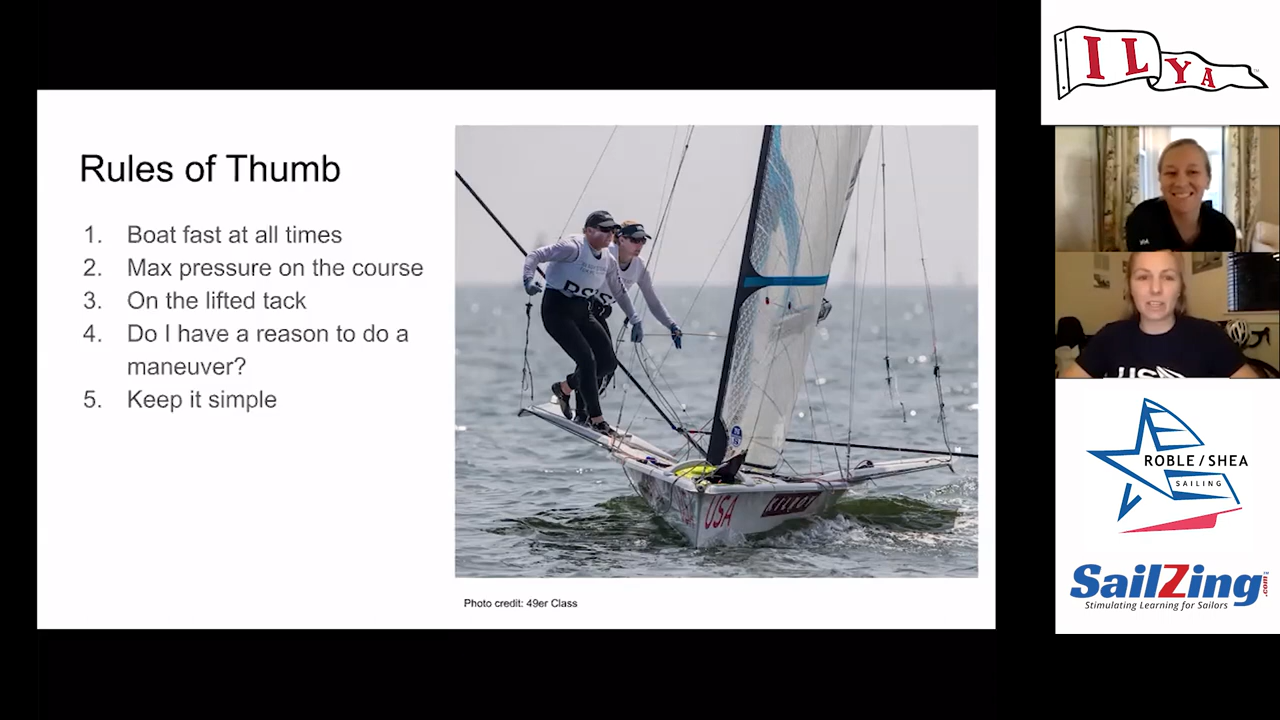 Rules of Thumb
1. Boat fast at all times
2. Max pressure on the course
3. On the lifted tack
4. Do I have a reason to do a
maneuver?
5. Keep it simple
USA
Photo credit: 49er Class
ILYA
USA
ROBLE / SHEA
SAILING
SailZing.com
Stimulating Learning for Sailors